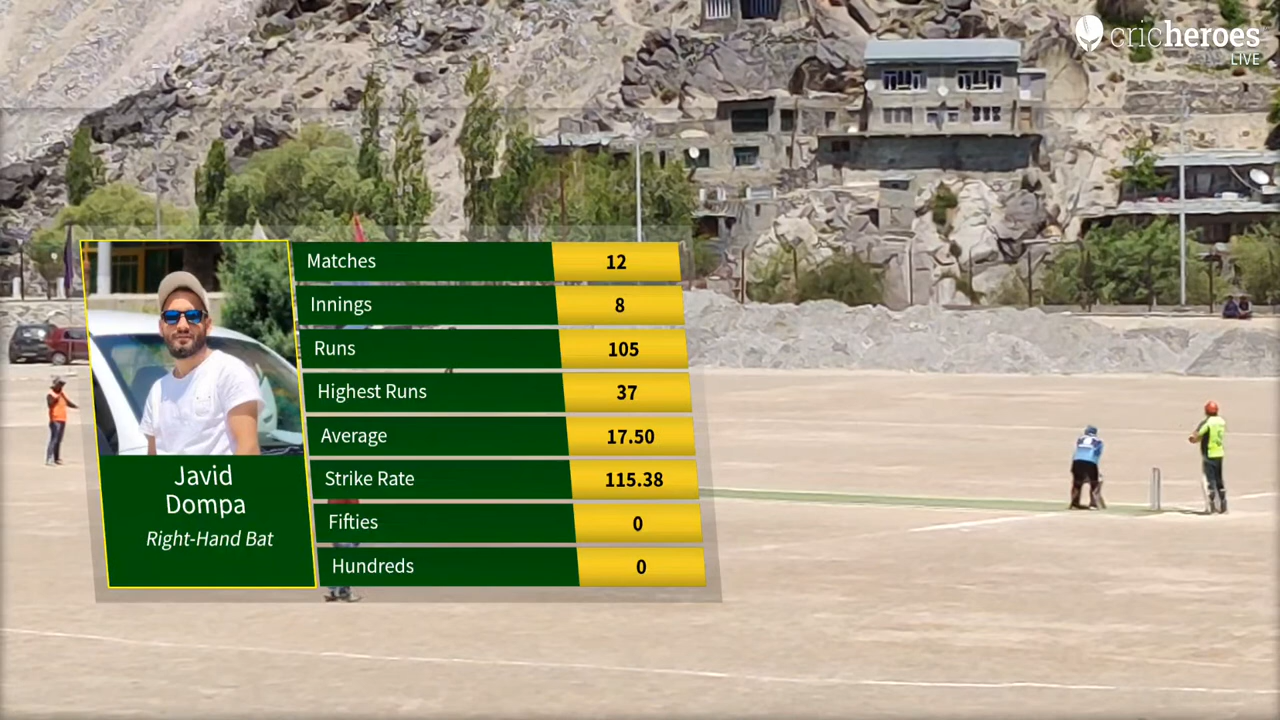 cricheroes
LIVE
Matches 12
Innings 8
Runs 105
Highest Runs 37
Average 17.50
Strike Rate 115.38
Fifties 0
Hundreds 0
Javid
Dompa
Right-Hand Bat